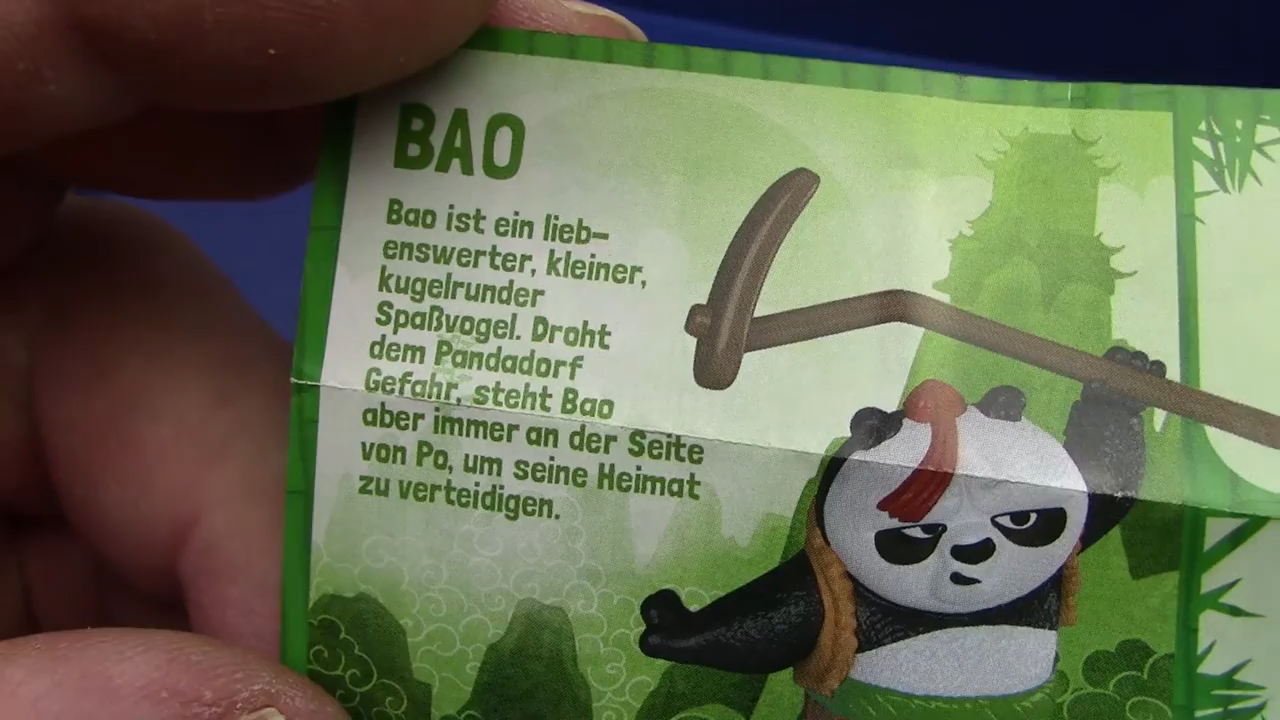 BAO
Bao ist ein lieb-
enswerter, kleiner,
kugelrunder
Spaßvogel. Droht
dem Pandadorf
Gefahr, steht Bao
aber immer an der Seite
von Po, um seine Heimat
zu verteidigen.